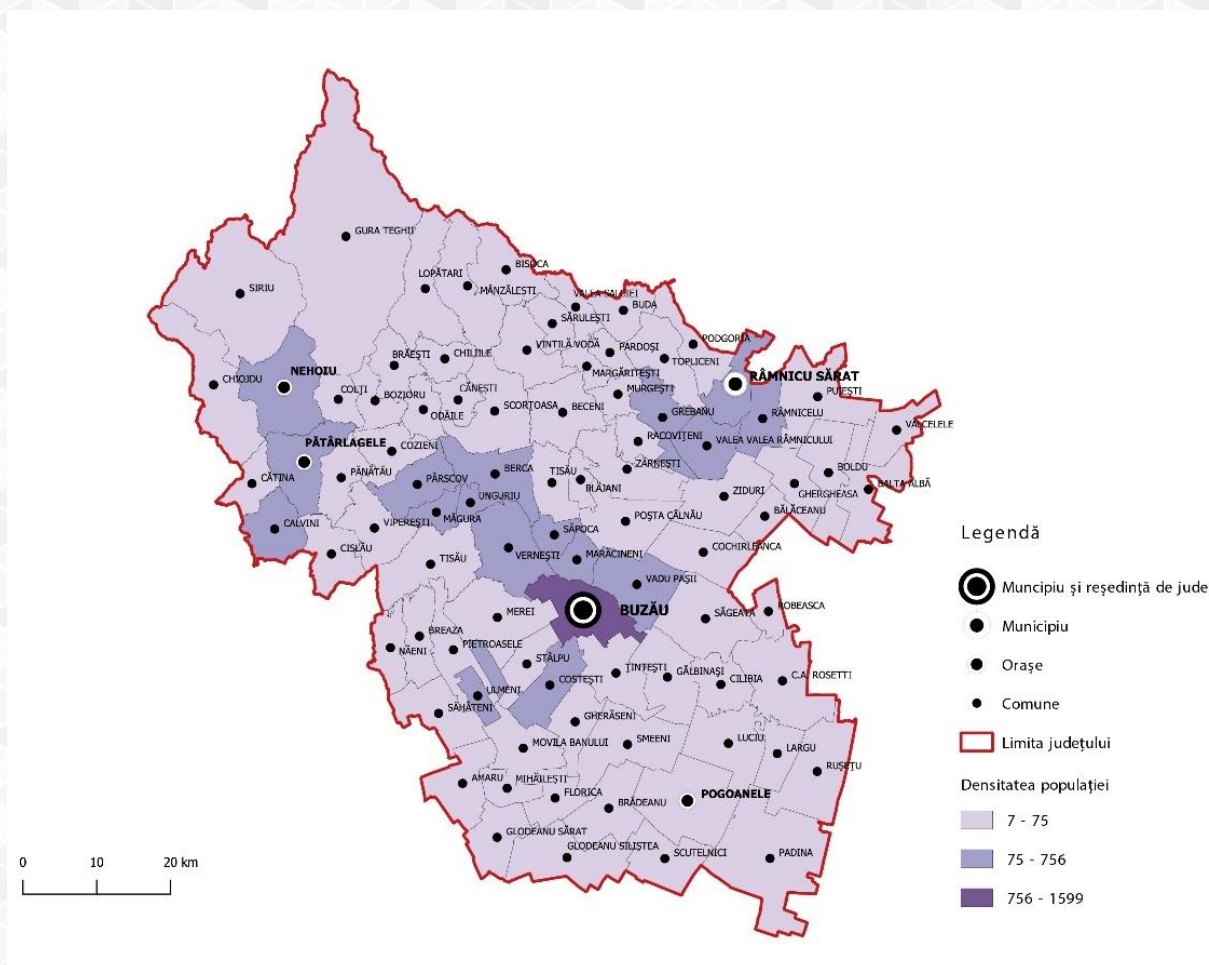 GURA TEGHII
BISOCA
LOPĂTARI
SIRIU
MÂNZĂLEȘTI
VALEA SALCIEI
BUDA
SĂRULEȘTI
PODGORIA
VINTILĂ VODĂ
PARDOȘI
BRĂEȘTI
CHILIILE
TOPLICENI
NEHOIU
MARGĂRITEȘTI
RÂMNICU SĂRAT
CHIOJDU
CĂNEȘTI
MURGEȘTI
PUIEȘTI
COLȚI
BOZIORU
ODĂILE
SCORȚOASA
BECENI
GREBANU
RÂMNICELU
VÂLCELELE
PĂTÂRLAGELE
COZIENI
RACOVIȚENI
VALEA VALEA RÂMNICULUI
BERCA
TISĂU
ZĂRNEȘTI
BOLDU
CĂTINA
PĂNĂTĂU
PÂRSCOV
BLĂJANI
GHERGHEASA
BALTA ALBĂ
UNGURIU
ZIDURI
MĂGURA
BĂLĂCEANU
CALVINI
VIPEREȘTI
POȘTA CÂLNĂU
SĂPOCA
CISLĂU
VERNEȘTI
MARĂCINENI
COCHIRLEANCA
TISĂU
VADU PAȘII
MEREI
BUZĂU
SĂGEATA
ROBEASCA
BREAZA
NĂENI
PIETROASELE
STÂLPU
ȚINTEȘTI
GĂLBINAȘI
CILIBIA
C.A. ROSETTI
ULMENI
COSTEȘTI
SĂHĂTENI
GHERĂSENI
MOVILA BANULUI
SMEENI
LUCIU
LARGU
RUȘEȚU
AMARU
MIHĂILEȘTI
FLORICA
BRĂDEANU
POGOANELE
GLODEANU SĂRAT
GLODEANU SILIȘTEA
SCUTELNICI
PADINA
0 10 20 km
Legendă
Muncipiu și reședință de jude
Municipiu
Orașe
Comune
Limita județului
Densitatea populației
7 - 75
75 - 756
756 - 1599